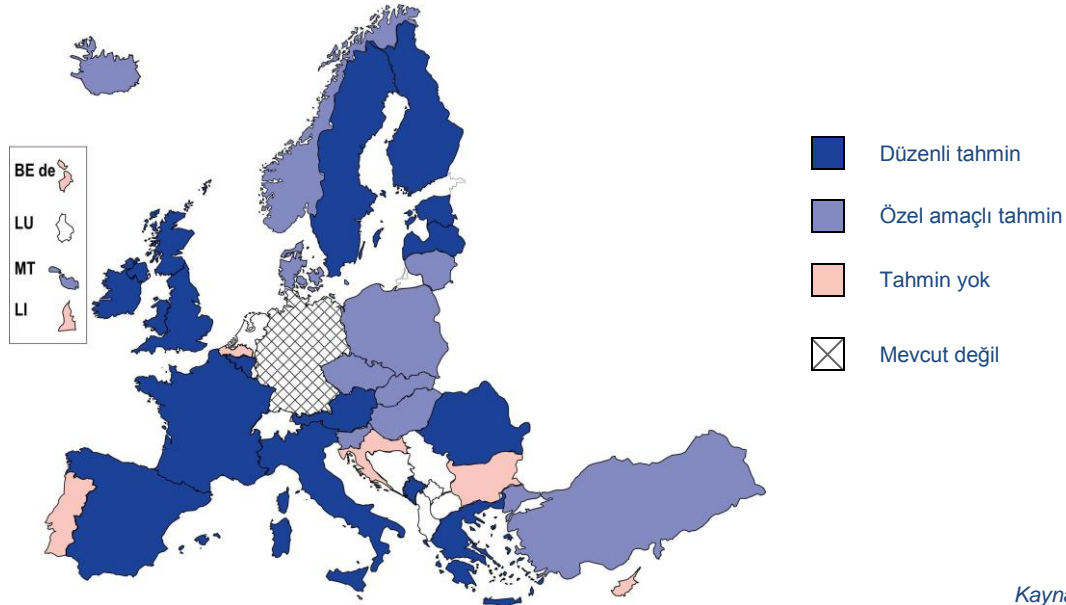 BE de
LU
MT
LI
Düzenli tahmin
Özel amaçlı tahmin
Tahmin yok
Mevcut değil